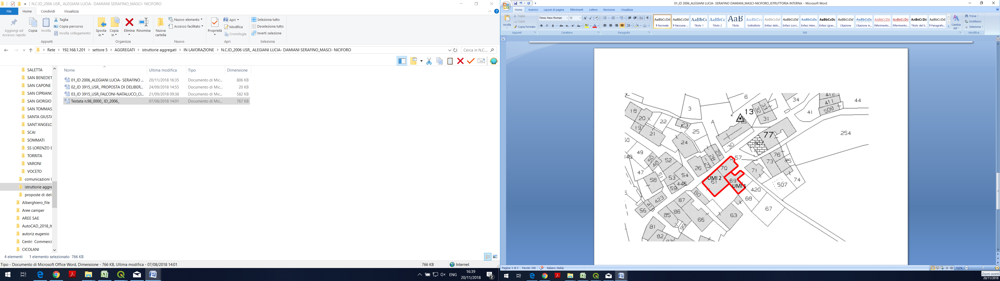 N.C.ID_2006 USR_ ALEGIANI LUCIA- DAMIANI SERAFINO_MASCI- NICIFORO
File Home Condividi Visualizza
Aggiungi ad Accesso rapido
Copia
Incolla
Taglia
Copia percorso
Incolla collegamento
Appunti
Sposta in
Copia in
Elimina
Rinomina
Organizza
Nuova cartella
Nuovo elemento
Accesso facilitato
Nuovo
Proprietà
Apri
Modifica
Cronologia
Apri
Seleziona tutto
Deseleziona tutto
Inverti selezione
Seleziona
Rete > 192.168.1.201 > settore 5 > AGGREGATI > istruttorie aggregati > IN LAVORAZIONE > N.C.ID_2006 USR_ ALEGIANI LUCIA- DAMIANI SERAFINO_MASCI- NICIFORO
Cerca in N.C....
SALETTA
SAN BENEDET
SAN CAPONE
SAN CIPRIANO
SAN GIORGIO
SAN TOMMAS
SANTA GIUSTA
SANT'ANGELO
SCAI
SOMMATI
SS LORENZO E
TORRITA
VARONI
VOCETO
comunicazioni U
istruttorie aggre
proposte di deli
Alberghiero_file
Aree camper
AREE SAE
AutoCAD_2018_It
autoriz eugenio
Centri Commerci
CICOLANI
Nome Ultima modifica Tipo Dimensione
01_ID 2006_ALEGIANI LUCIA- SERAFINO ... 20/11/2018 16:35 Documento di Mic... 806 KB
02_ID 3915_USR_ PROPOSTA DI DELIBER... 24/09/2018 14:55 Documento di Mic... 20 KB
03_ID 3915_USR_FALCONI-NATALUCCI_CI... 21/09/2018 09:38 Documento di Mic... 582 KB
Testata n.98_0000_ ID_2006_ 07/08/2018 14:01 Documento di Mic... 767 KB
4 elementi 1 elemento selezionato 766 KB
Tipo - Documento di Microsoft Office Word, Dimensione - 766 KB, Ultima modifica - 07/08/2018 14:01 766 KB Internet
ENG 16:39
20/11/2018
2
01_ID 2006_ALEGIANI LUCIA- SERAFINO DAMIANI_MASCI-NICIFORO_ISTRUTTORIA INTERNA - Microsoft Word
Home Inserisci Layout di pagina Riferimenti Lettere Revisione Visualizza
Incolla
Taglia
Copia
Copia formato
Appunti
Times New Roman 12
Carattere
Paragrafo
AaBbCcDd AaBbCcDd AaBbC AaBbCc AaB AaBbCc AaBbCcDd AaBbCcDd AaBbCcDd AaBbCcDd AaBbCcDd AaBbCcDd AaBbCcDd AaBbCcDd AaBbCcDd AaBbCcDd
¶ Normale ¶ Nessuna ... Titolo 1 Titolo 2 Titolo Sottotitolo Enfasi delic... Enfasi (cors... Enfasi inten... Enfasi (gras... Citazione Citazione in... Riferimento... Riferimento... Titolo del li... ¶ Paragrafo...
Stili
Cambia stili
Trova
Sostituisci
Seleziona
Modifica
6
3
34
412
411
508
44
41
13
33
32
31
18
20
19
22
21
23
25
A
24
30
77
407
254
50
49
149
50
48
52
47
51
53
54
58
446
59
26
27
28
29
57
70
UMI 2
61
69
UMI 1
71
73
76
75
74
507
420
68
67
60
423
56
87
86
85
66
63
81
82
Pagina: 3 di 3 Parole: 396 Italiano (Italia) 152%
Zoom avanti
20/11/2018